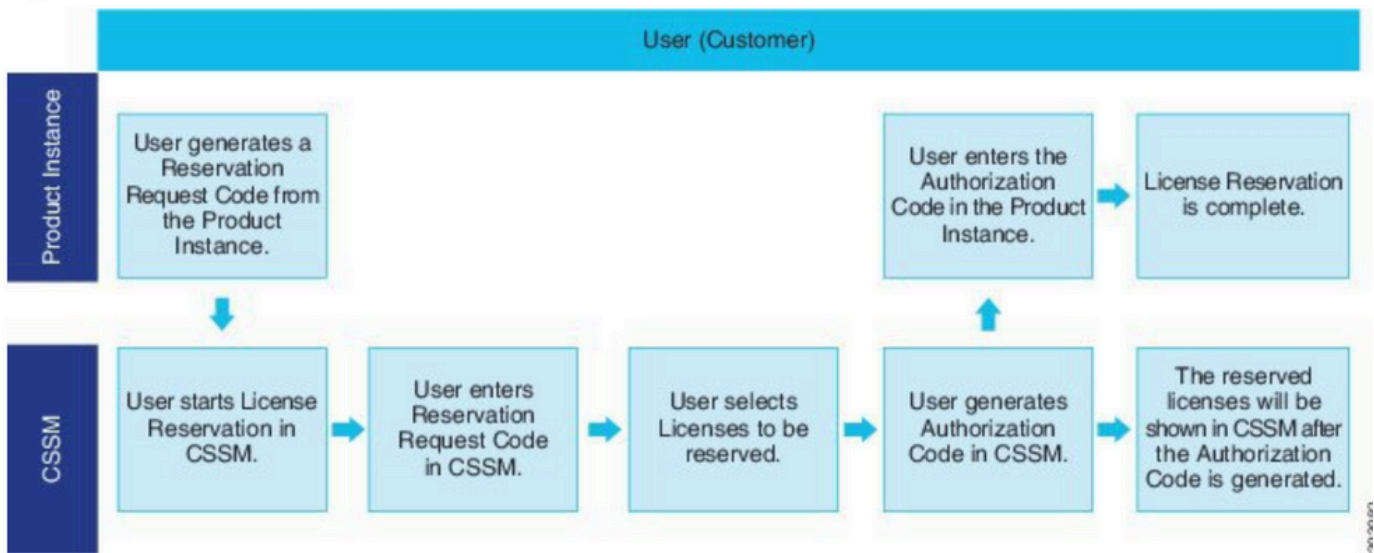 User (Customer)
Product Instance
User generates a
Reservation
Request Code from
the Product
Instance.
User enters the
Authorization
Code in the Product
Instance.
License Reservation
is complete.
CSSM
User starts License
Reservation in
CSSM.
User enters
Reservation
Request Code
in CSSM.
User selects
Licenses to be
reserved.
User generates
Authorization
Code in CSSM.
The reserved
licenses will be
shown in CSSM after
the Authorization
Code is generated.